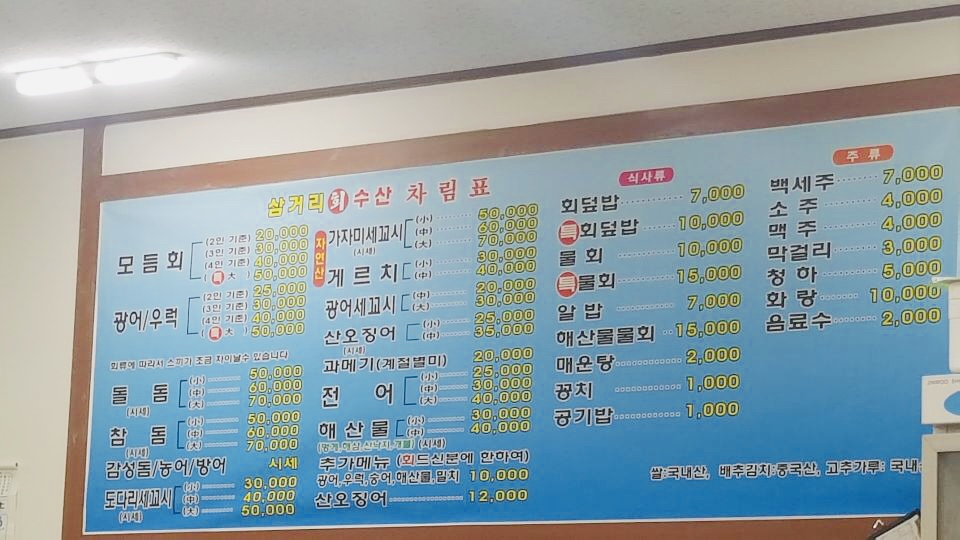 삼거리 회 수산 차림표
모듬회 (2인 기준) 20,000
(3인 기준) 30,000
(4인 기준) 40,000
(특 大) 50,000
광어/우럭 (2인 기준) 25,000
(3인 기준) 30,000
(4인 기준) 40,000
(특 大) 50,000
회류에 따라서 스끼가 조금 차이날수 있습니다
돌돔 (小) 50,000
(시세) (中) 60,000
(大) 70,000
참돔 (小) 50,000
(시세) (中) 60,000
(大) 70,000
감성돔/농어/방어 시세
도다리세꼬시 (小) 30,000
(시세) (中) 40,000
(大) 50,000
자연산
가자미세꼬시 (小) 50,000
(시세) (中) 60,000
(大) 70,000
게르치 (小) 30,000
(中) 40,000
광어세꼬시 (中) 20,000
(大) 30,000
산오징어 (小) 25,000
(시세) (中) 35,000
과메기(계절별미) 20,000
전어 (小) 25,000
(中) 30,000
(大) 40,000
해산물 (小) 30,000
(中) 40,000
(멍게,해삼,산낙지,개불) (시세)
추가메뉴 (회드신분에 한하여)
광어,우럭,숭어,해산물,밀치 10,000
산오징어 12,000
식사류
회덮밥 7,000
특 회덮밥 10,000
물회 10,000
특 물회 15,000
알밥 7,000
해산물물회 15,000
매운탕 2,000
꽁치 1,000
공기밥 1,000
주류
백세주 7,000
소주 4,000
맥주 4,000
막걸리 3,000
청하 5,000
화랑 10,000
음료수 2,000
쌀:국내산, 배추김치:중국산, 고추가루: 국내